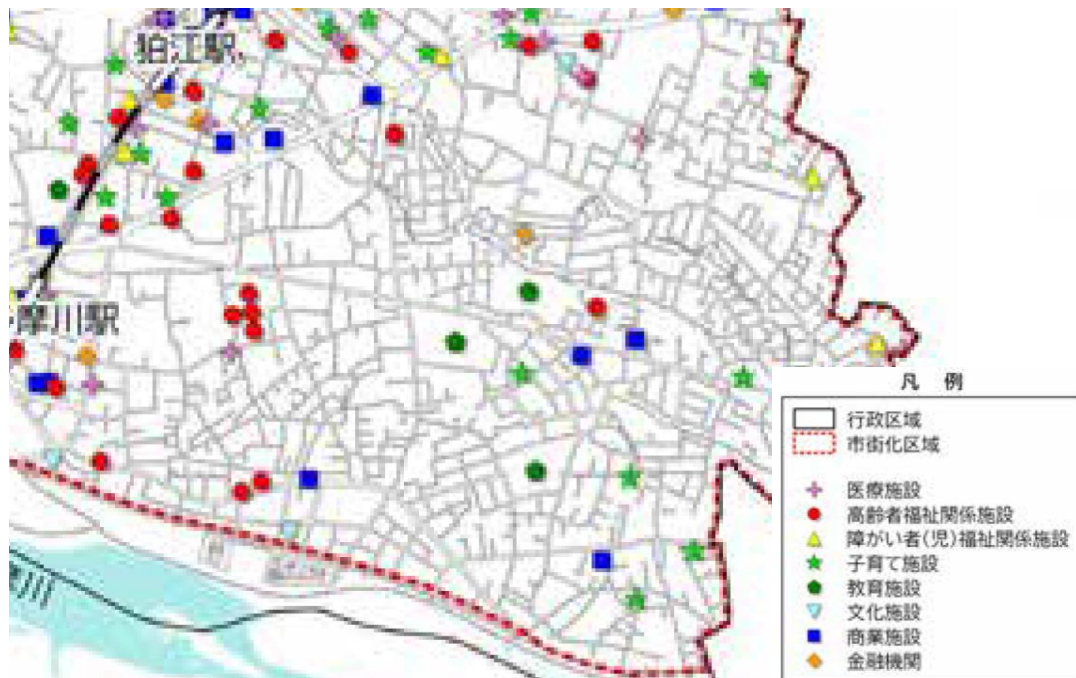 狛江駅
摩川駅
凡 例
行政区域
市街化区域
医療施設
高齢者福祉関係施設
障がい者(児)福祉関係施設
子育て施設
教育施設
文化施設
商業施設
金融機関
川